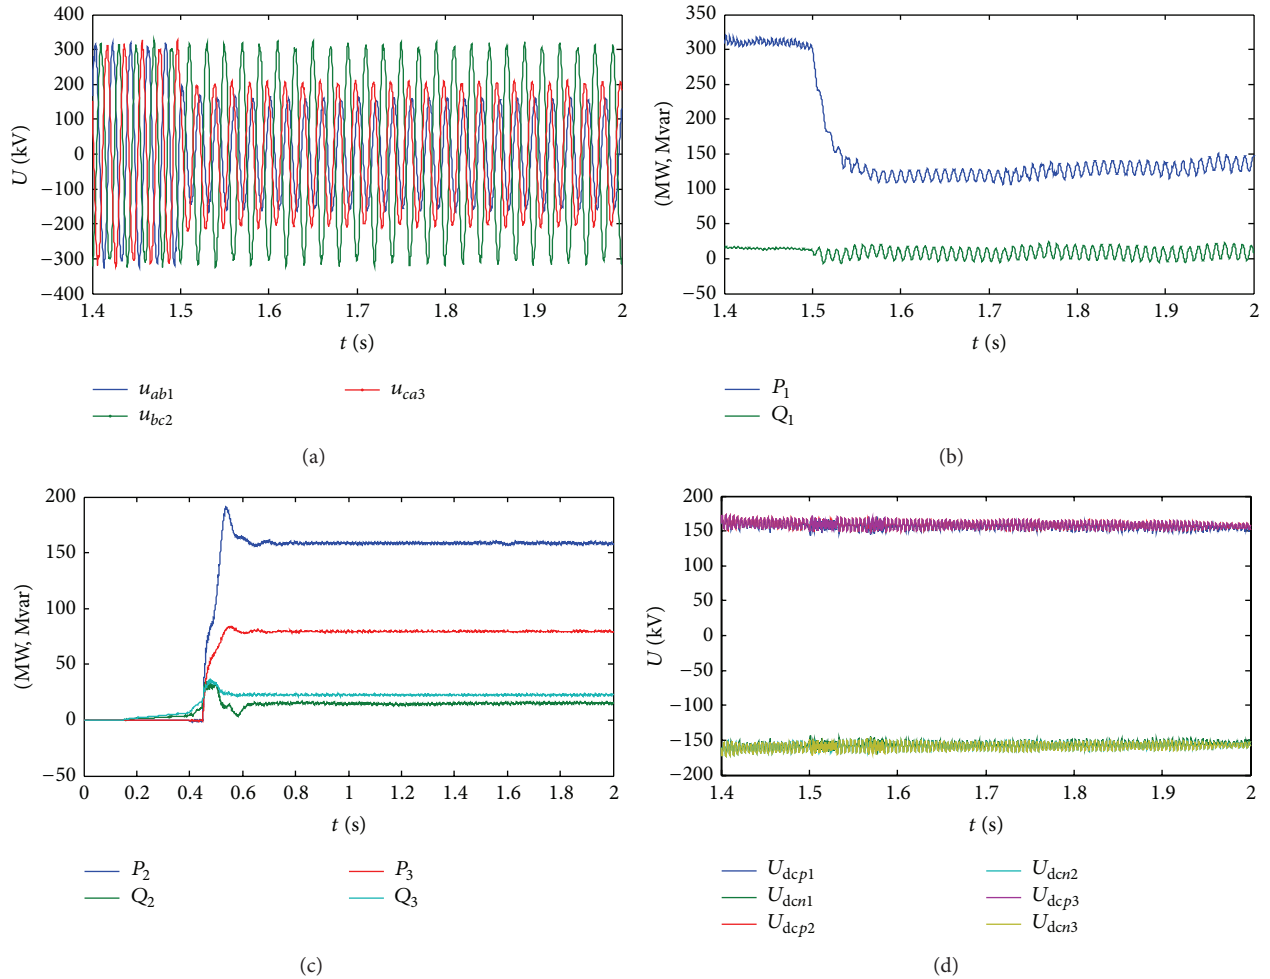 400
300
200
100
0
−100
−200
−300
−400
U (kV)
1.4 1.5 1.6 1.7 1.8 1.9 2
t (s)
u_ab1
u_bc2
u_ca3
(a)
350
300
250
200
150
100
50
0
−50
(MW, Mvar)
1.4 1.5 1.6 1.7 1.8 1.9 2
t (s)
P_1
Q_1
(b)
200
150
100
50
0
−50
(MW, Mvar)
0 0.2 0.4 0.6 0.8 1 1.2 1.4 1.6 1.8 2
t (s)
P_2
Q_2
P_3
Q_3
(c)
200
150
100
50
0
−50
−100
−150
−200
U (kV)
1.4 1.5 1.6 1.7 1.8 1.9 2
t (s)
U_dcp1
U_dcn1
U_dcp2
U_dcn2
U_dcp3
U_dcn3
(d)